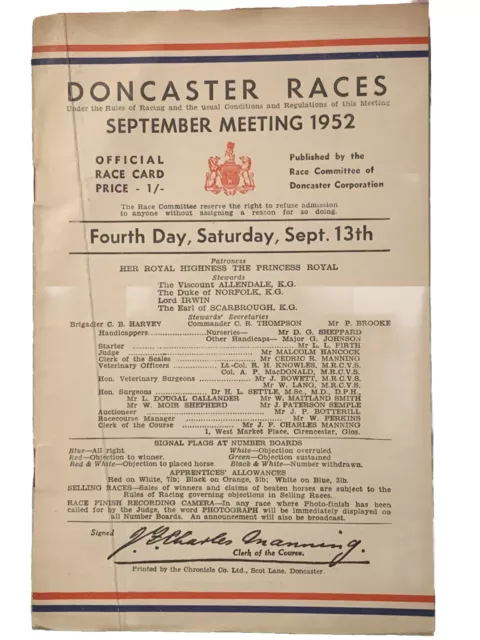 DONCASTER RACES
Under the Rules of Racing and the usual Conditions and Regulations of this Meeting
SEPTEMBER MEETING 1952
OFFICIAL
RACE CARD
PRICE - 1/-
Published by the
Race Committee of
Doncaster Corporation
The Race Committee reserve the right to refuse admission
to anyone without assigning a reason for so doing.
Fourth Day, Saturday, Sept. 13th
Patroness
HER ROYAL HIGHNESS THE PRINCESS ROYAL
Stewards
The Viscount ALLENDALE, K.G.
The Duke of NORFOLK, K.G.
Lord IRWIN
The Earl of SCARBROUGH, K.G.
Stewards' Secretaries
Brigadier C. B. HARVEY Commander C. R. THOMPSON Mr P. BROOKE
Handicappers.................... Nurseries— Mr D. G. SHEPPARD
Other Handicaps— Major G. JOHNSON
Starter .................... Mr L. L. FIRTH
Judge .................... Mr MALCOLM HANCOCK
Clerk of the Scales .................... Mr CEDRIC R. MANNING
Veterinary Officers .......... Lt.-Col. R. H. KNOWLES, M.R.C.V.S.
Col. A. P. MacDONALD, M.R.C.V.S.
Hon. Veterinary Surgeons .......... Mr J. ROWETT, M.R.C.V.S.
Mr W. LANG, M.R.C.V.S.
Hon. Surgeons .......... Dr H. L. SETTLE, M.Sc., M.D., D.P.H.,
Mr L. DOUGAL CALLANDER Mr W. MAITLAND SMITH
Mr W. MOIR SHEPHERD Mr J. PATERSON SEMPLE
Auctioneer .................... Mr J. P. BOTTERILL
Racecourse Manager .................... Mr W. PERKINS
Clerk of the Course .......... Mr J. F. CHARLES MANNING
1, West Market Place, Cirencester, Glos.
SIGNAL FLAGS AT NUMBER BOARDS
Blue—All right. White—Objection overruled.
Red—Objection to winner. Green—Objection sustained
Red & White—Objection to placed horse. Black & White—Number withdrawn.
APPRENTICES' ALLOWANCES
Red on White, 7lb; Black on Orange, 5lb; White on Blue, 3lb.
SELLING RACES—Sales of winners and claims of beaten horses are subject to the
Rules of Racing governing objections in Selling Races.
RACE FINISH RECORDING CAMERA—In any race where Photo-finish has been
called for by the Judge, the word PHOTOGRAPH will be immediately displayed on
all Number Boards. An announcement will also be broadcast.
Signed
J. F. Charles Manning.
Clerk of the Course.
Printed by the Chronicle Co. Ltd., Scot Lane, Doncaster.